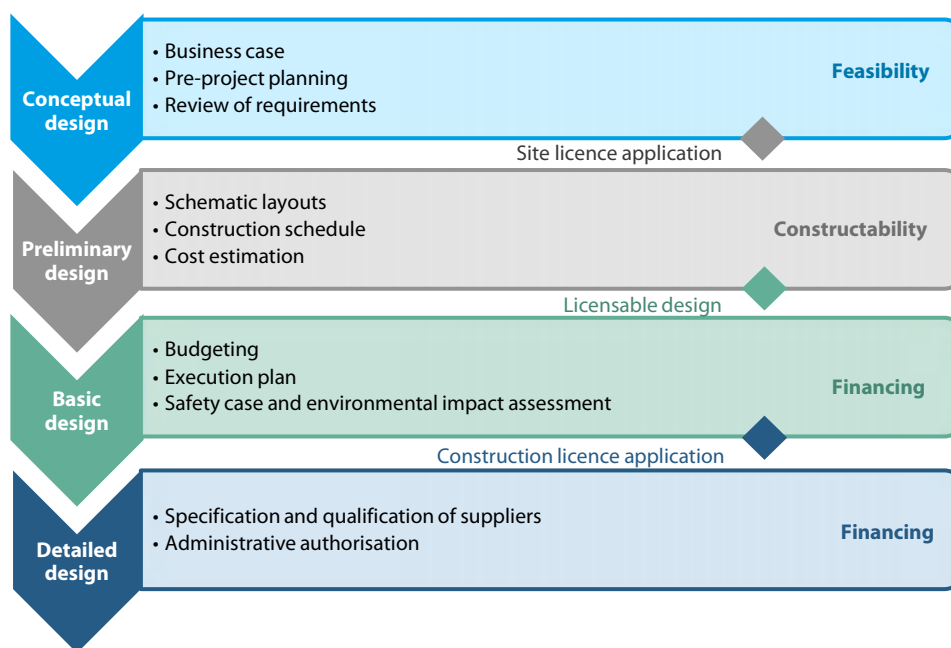 Conceptual
design
• Business case
• Pre-project planning
• Review of requirements
Feasibility
Site licence application
Preliminary
design
• Schematic layouts
• Construction schedule
• Cost estimation
Constructability
Licensable design
Basic
design
• Budgeting
• Execution plan
• Safety case and environmental impact assessment
Financing
Construction licence application
Detailed
design
• Specification and qualification of suppliers
• Administrative authorisation
Financing